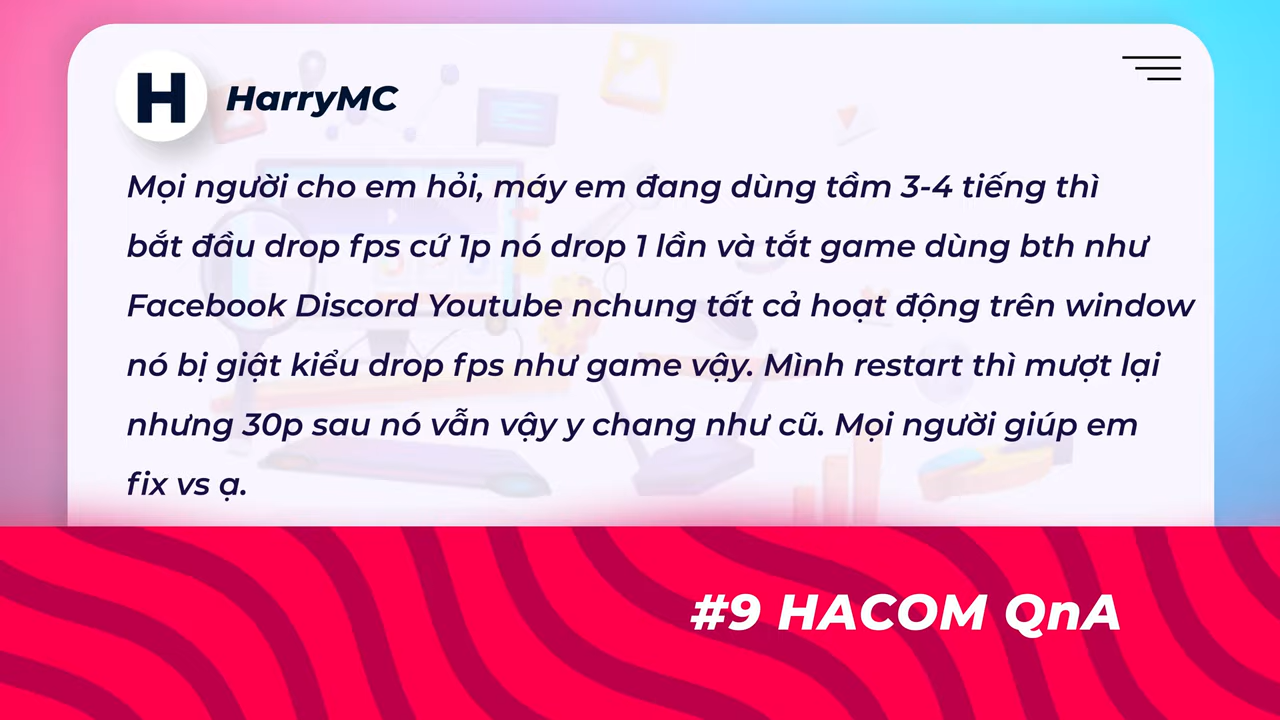 H
HarryMC
Mọi người cho em hỏi, máy em đang dùng tầm 3-4 tiếng thì
bắt đầu drop fps cứ 1p nó drop 1 lần và tắt game dùng bth như
Facebook Discord Youtube nchung tất cả hoạt động trên window
nó bị giật kiểu drop fps như game vậy. Mình restart thì mượt lại
nhưng 30p sau nó vẫn vậy y chang như cũ. Mọi người giúp em
fix vs ạ.
#9 HACOM QnA